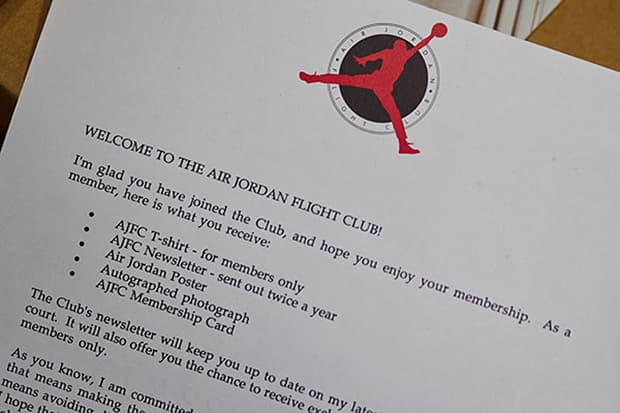 AIR JORDAN
FLIGHT CLUB
WELCOME TO THE AIR JORDAN FLIGHT CLUB!
I'm glad you have joined the Club, and hope you enjoy your membership. As a
member, here is what you receive:
• AJFC T-shirt - for members only
• AJFC Newsletter - sent out twice a year
• Air Jordan Poster
• Autographed photograph
• AJFC Membership Card
The Club's newsletter will keep you up to date on my
court. It will also offer you the chance to receive
members only.
As you know, I am committed
that means making the
means avoiding
I hope